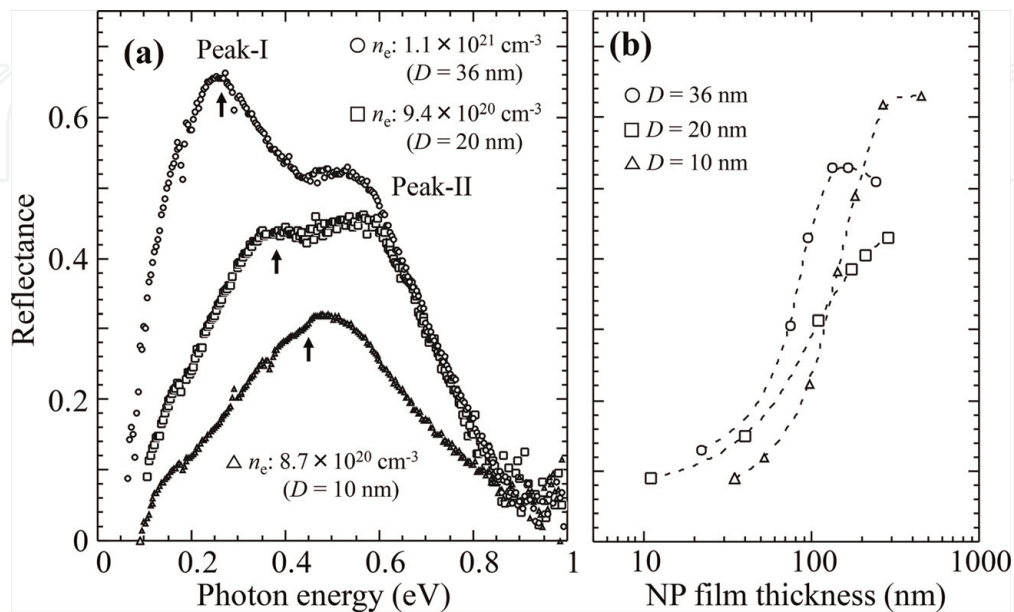 (a)
Peak-I
○ nₑ: 1.1 × 10²¹ cm⁻³
(D = 36 nm)
□ nₑ: 9.4 × 10²⁰ cm⁻³
(D = 20 nm)
Peak-II
△ nₑ: 8.7 × 10²⁰ cm⁻³
(D = 10 nm)
Reflectance
0.6
0.4
0.2
0
0 0.2 0.4 0.6 0.8 1
Photon energy (eV)
(b)
○ D = 36 nm
□ D = 20 nm
△ D = 10 nm
10 100 1000
NP film thickness (nm)